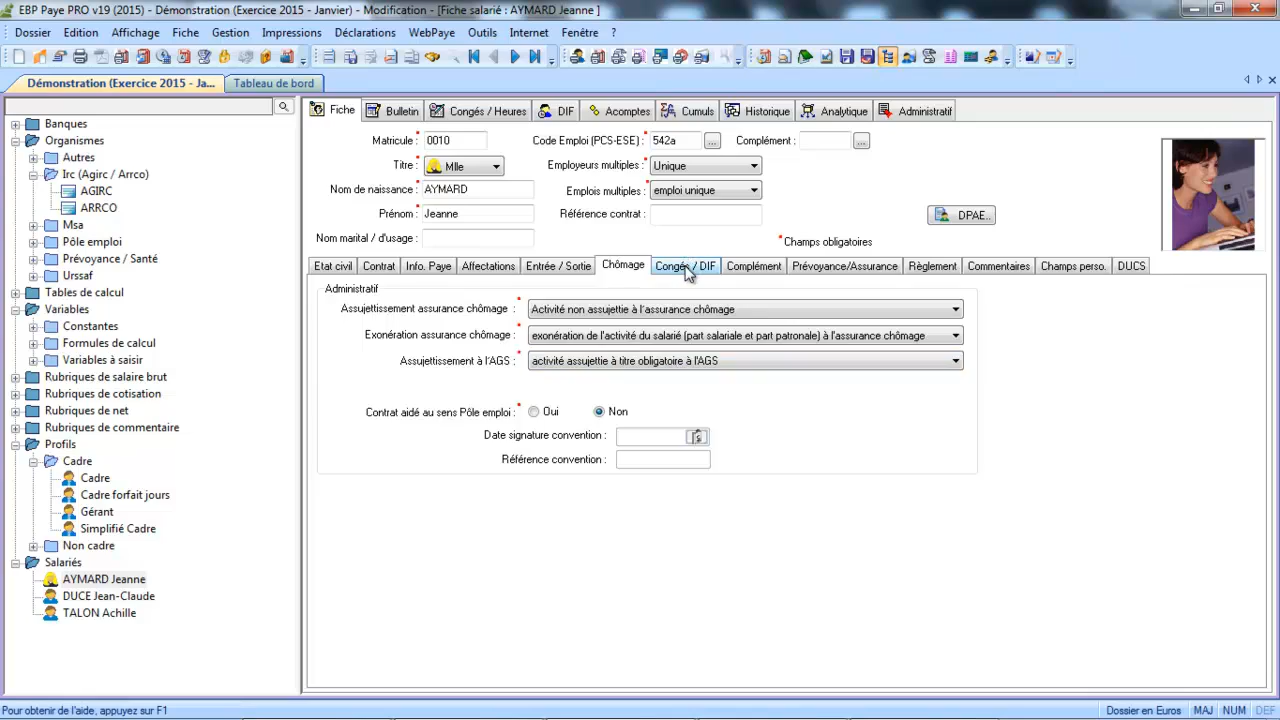 EBP Paye PRO v19 (2015) - Démonstration (Exercice 2015 - Janvier) - Modification - [Fiche salarié : AYMARD Jeanne ]
Dossier Edition Affichage Fiche Gestion Impressions Déclarations WebPaye Outils Internet Fenêtre ?
Démonstration (Exercice 2015 - Ja... Tableau de bord
Fiche Bulletin Congés / Heures DIF Acomptes Cumuls Historique Analytique Administratif
Banques
Organismes
Autres
Irc (Agirc / Arrco)
AGIRC
ARRCO
Msa
Pôle emploi
Prévoyance / Santé
Urssaf
Tables de calcul
Variables
Constantes
Formules de calcul
Variables à saisir
Rubriques de salaire brut
Rubriques de cotisation
Rubriques de net
Rubriques de commentaire
Profils
Cadre
Cadre
Cadre forfait jours
Gérant
Simplifié Cadre
Non cadre
Salariés
AYMARD Jeanne
DUCE Jean-Claude
TALON Achille
Matricule : 0010 Code Emploi (PCS-ESE) : 542a ... Complément : ...
Titre : Mlle Employeurs multiples : Unique
Nom de naissance : AYMARD Emplois multiples : emploi unique
Prénom : Jeanne Référence contrat : DPAE..
Nom marital / d'usage : * Champs obligatoires
Etat civil Contrat Info. Paye Affectations Entrée / Sortie Chômage Congés / DIF Complément Prévoyance/Assurance Règlement Commentaires Champs perso. DUCS
Administratif
Assujettissement assurance chômage : Activité non assujettie à l'assurance chômage
Exonération assurance chômage : exonération de l'activité du salarié (part salariale et part patronale) à l'assurance chômage
Assujettissement à l'AGS : activité assujettie à titre obligatoire à l'AGS
Contrat aidé au sens Pôle emploi : Oui Non
Date signature convention :
Référence convention :
Pour obtenir de l'aide, appuyez sur F1 Dossier en Euros MAJ NUM DEF